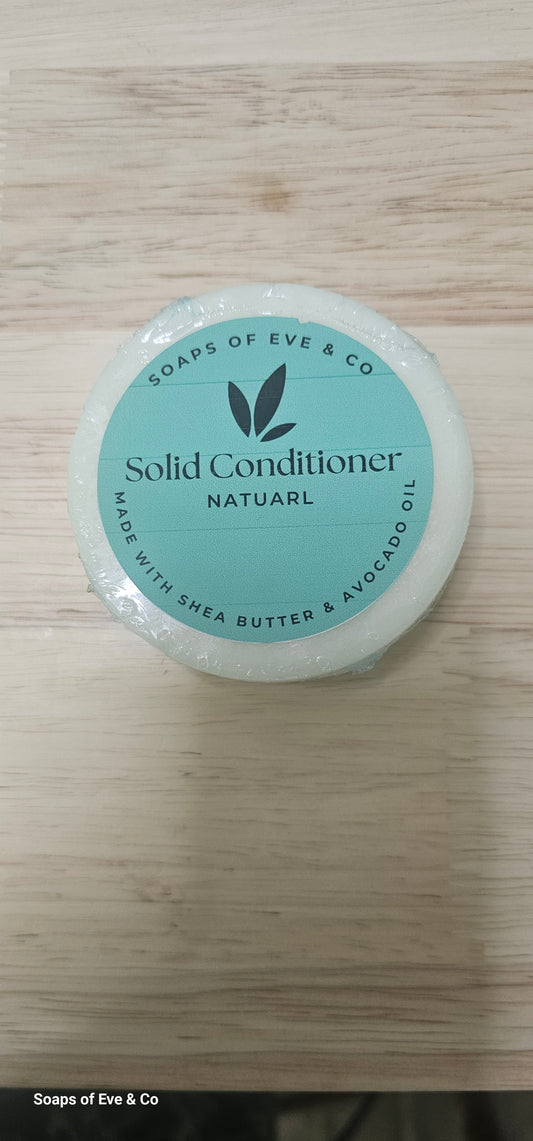 SOAPS OF EVE & CO
Solid Conditioner
NATUARL
MADE WITH SHEA BUTTER & AVOCADO OIL
Soaps of Eve & Co